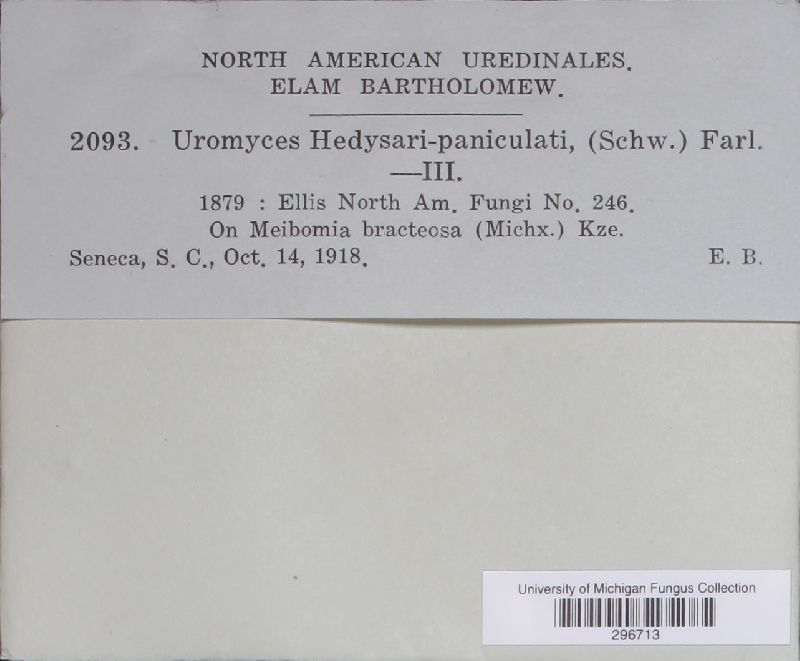 NORTH AMERICAN UREDINALES.
ELAM BARTHOLOMEW.
2093. Uromyces Hedysari-paniculati, (Schw.) Farl.
—III.
1879 : Ellis North Am. Fungi No. 246.
On Meibomia bracteosa (Michx.) Kze.
Seneca, S. C., Oct. 14, 1918. E. B.
University of Michigan Fungus Collection
296713